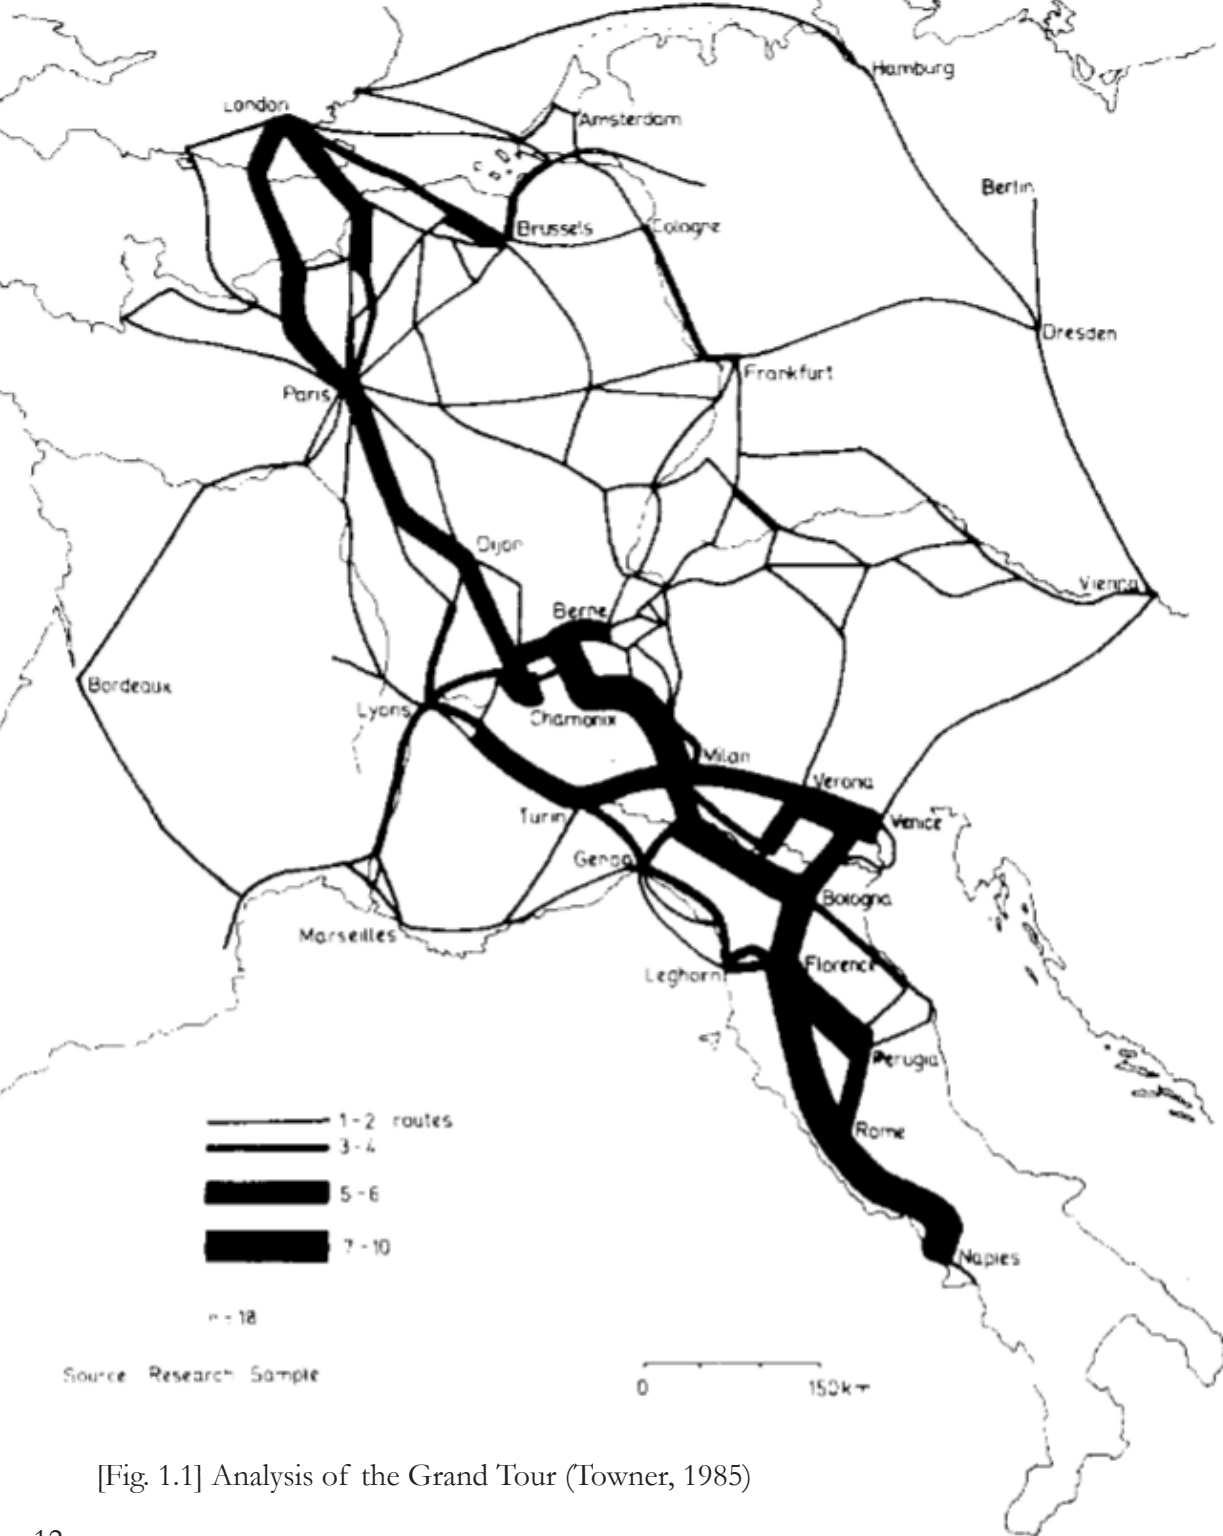 Hamburg
London
Amsterdam
Berlin
Brussels
Cologne
Dresden
Frankfurt
Paris
Dijon
Vienna
Berne
Bordeaux
Lyons
Chamonix
Milan
Verona
Turin
Venice
Genoa
Bologna
Marseilles
Florence
Leghorn
Perugia
1-2 routes
3-4
Rome
5-6
7-10
Naples
Source Research Sample
0 150km
[Fig. 1.1] Analysis of the Grand Tour (Towner, 1985)
12